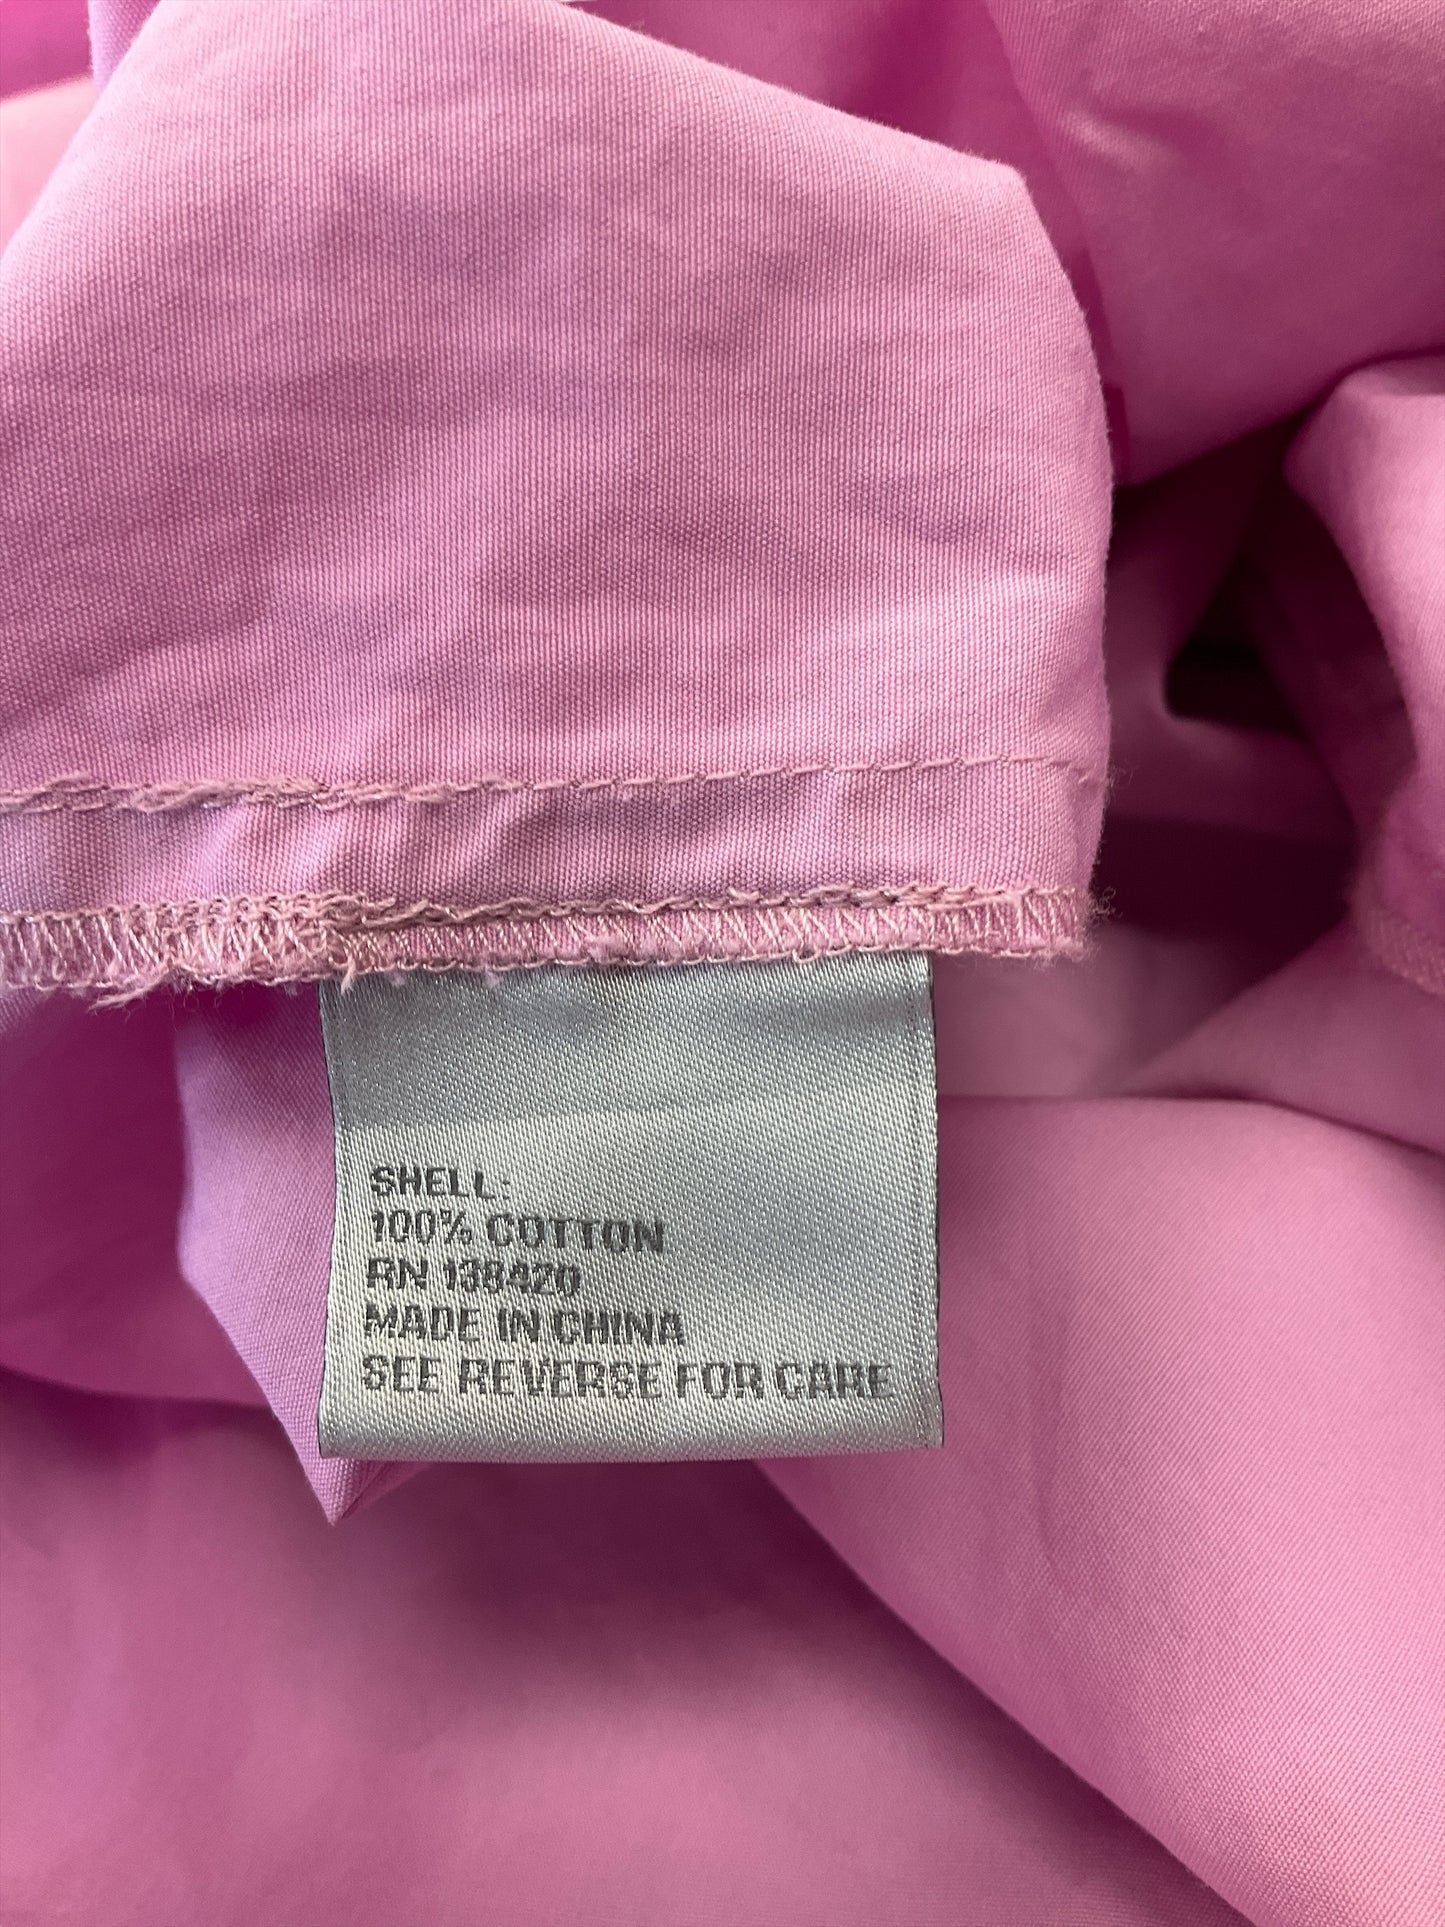 SHELL:
100% COTTON
RN 138420
MADE IN CHINA
SEE REVERSE FOR CARE